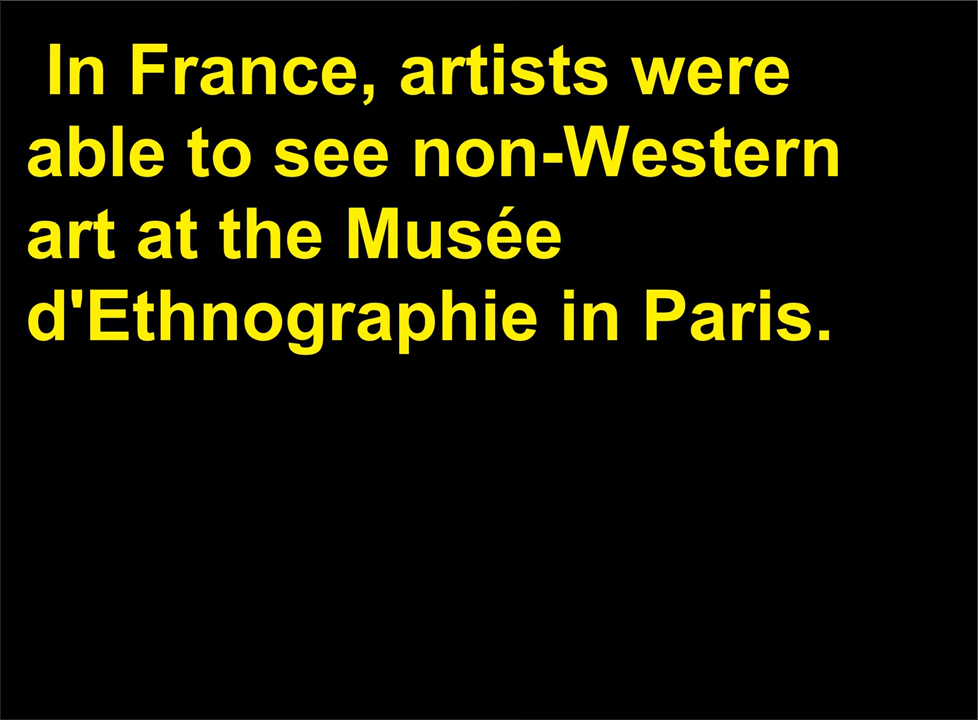 In France, artists were
able to see non-Western
art at the Musée
d'Ethnographie in Paris.